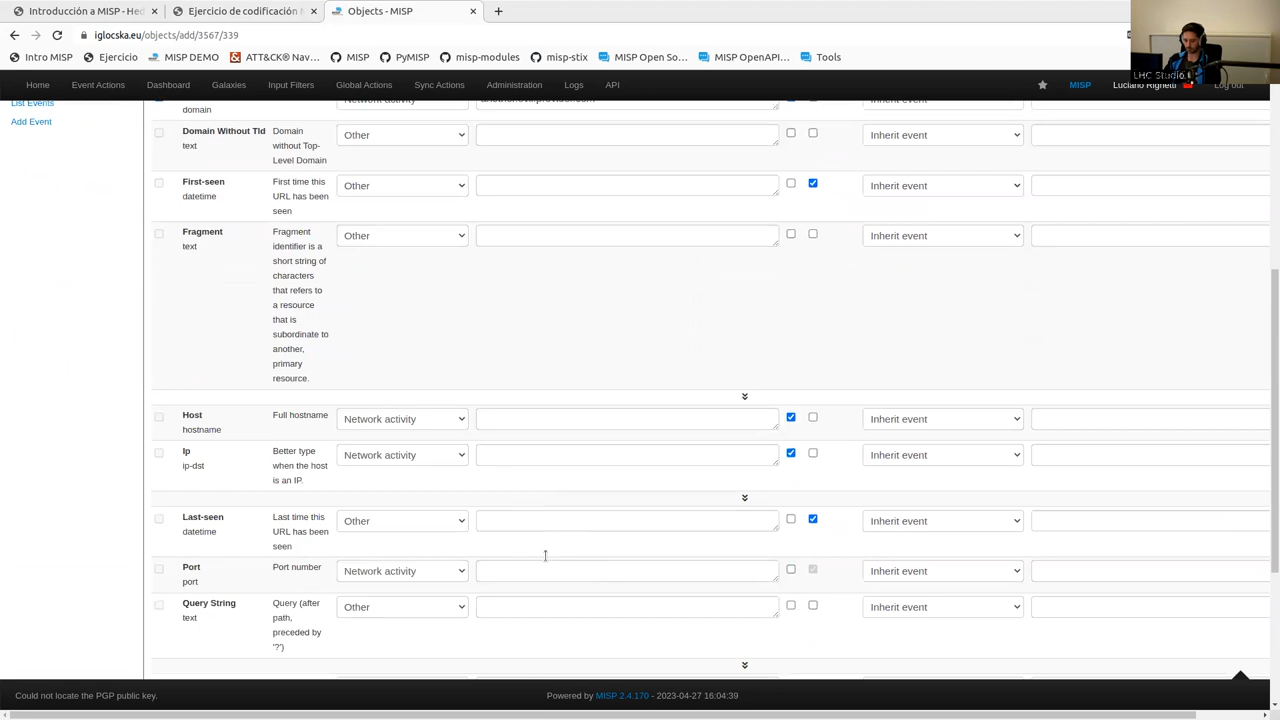 Introducción a MISP - Hed
Ejercicio de codificación M
Objects - MISP
iglocska.eu/objects/add/3567/339
Intro MISP
Ejercicio
MISP DEMO
ATT&CK® Nav...
MISP
PyMISP
misp-modules
misp-stix
MISP Open So...
MISP OpenAPI...
Tools
LHC Studio 1
Home
Event Actions
Dashboard
Galaxies
Input Filters
Global Actions
Sync Actions
Administration
Logs
API
MISP
Luciano Righetti
Log out
List Events
Add Event
domain
Network activity
Inherit event
Domain Without Tld
text
Domain
without Top-
Level Domain
Other
Inherit event
First-seen
datetime
First time this
URL has been
seen
Other
Inherit event
Fragment
text
Fragment
identifier is a
short string of
characters
that refers to
a resource
that is
subordinate to
another,
primary
resource.
Other
Inherit event
Host
hostname
Full hostname
Network activity
Inherit event
Ip
ip-dst
Better type
when the host
is an IP.
Network activity
Inherit event
Last-seen
datetime
Last time this
URL has been
seen
Other
Inherit event
Port
port
Port number
Network activity
Inherit event
Query String
text
Query (after
path,
preceded by
'?')
Other
Inherit event
Could not locate the PGP public key.
Powered by MISP 2.4.170 - 2023-04-27 16:04:39